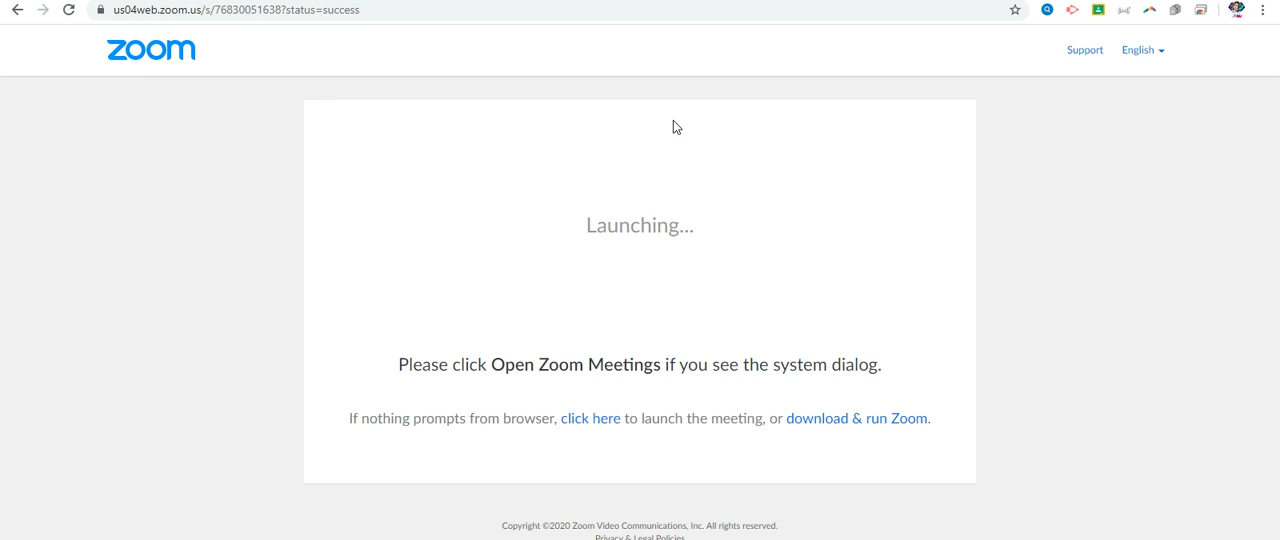 us04web.zoom.us/s/76830051638?status=success
zoom
Support English
Launching...
Please click Open Zoom Meetings if you see the system dialog.
If nothing prompts from browser, click here to launch the meeting, or download & run Zoom.
Copyright ©2020 Zoom Video Communications, Inc. All rights reserved.
Privacy & Legal Policies